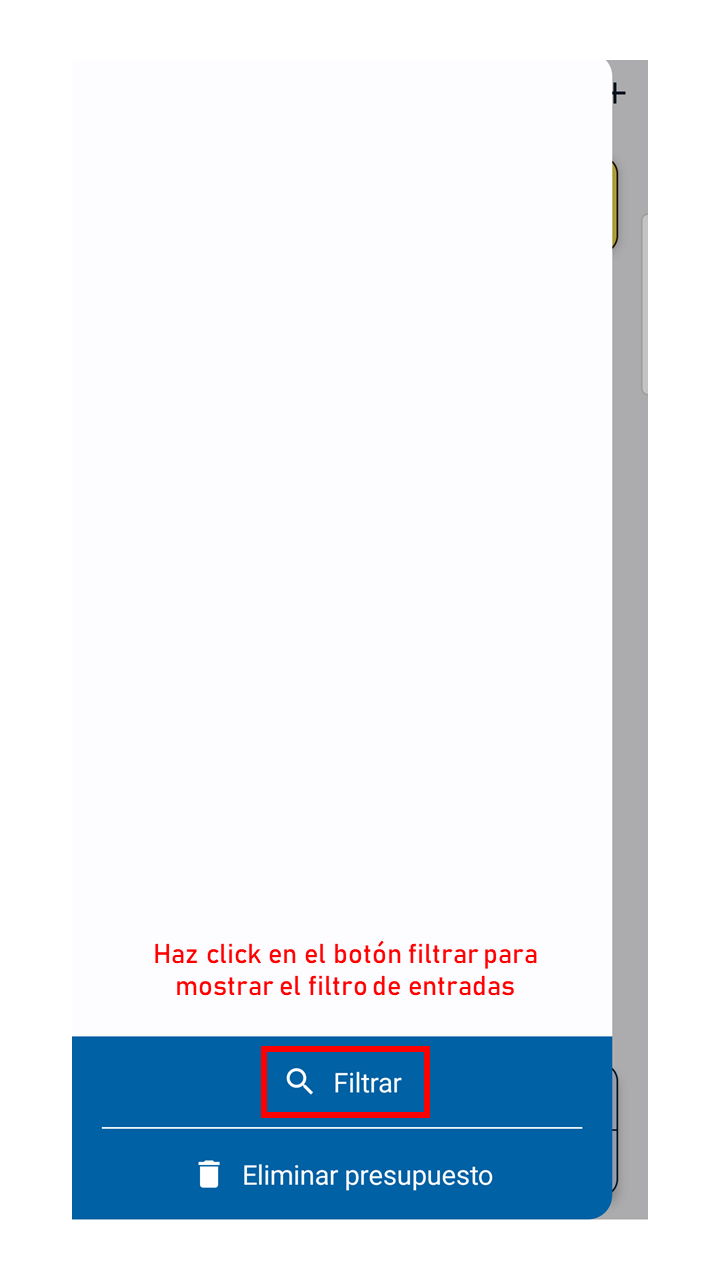 Haz click en el botón filtrar para
mostrar el filtro de entradas
Filtrar
Eliminar presupuesto